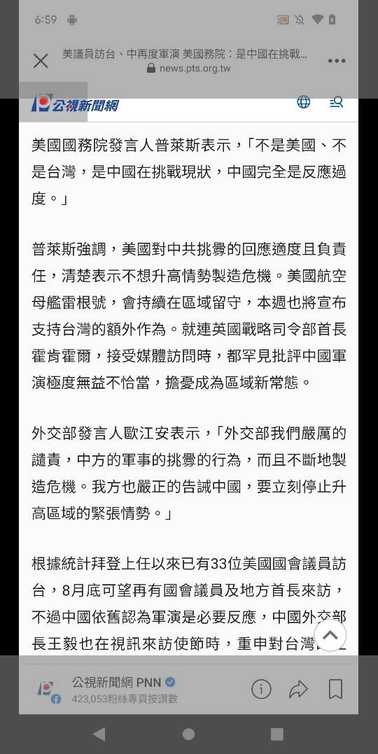 6:59
美議員訪台、中再度軍演 美國務院：是中國在挑戰...
news.pts.org.tw
公視新聞網
美國國務院發言人普萊斯表示，「不是美國、不
是台灣，是中國在挑戰現狀，中國完全是反應過
度。」
普萊斯強調，美國對中共挑釁的回應適度且負責
任，清楚表示不想升高情勢製造危機。美國航空
母艦雷根號，會持續在區域留守，本週也將宣布
支持台灣的額外作為。就連英國戰略司令部首長
霍肯霍爾，接受媒體訪問時，都罕見批評中國軍
演極度無益不恰當，擔憂成為區域新常態。
外交部發言人歐江安表示，「外交部我們嚴厲的
譴責，中方的軍事的挑釁的行為，而且不斷地製
造危機。我方也嚴正的告誡中國，要立刻停止升
高區域的緊張情勢。」
根據統計拜登上任以來已有33位美國國會議員訪
台，8月底可望再有國會議員及地方首長來訪，
不過中國依舊認為軍演是必要反應，中國外交部
長王毅也在視訊來訪使節時，重申對台灣
公視新聞網 PNN
423,053粉絲專頁按讚數